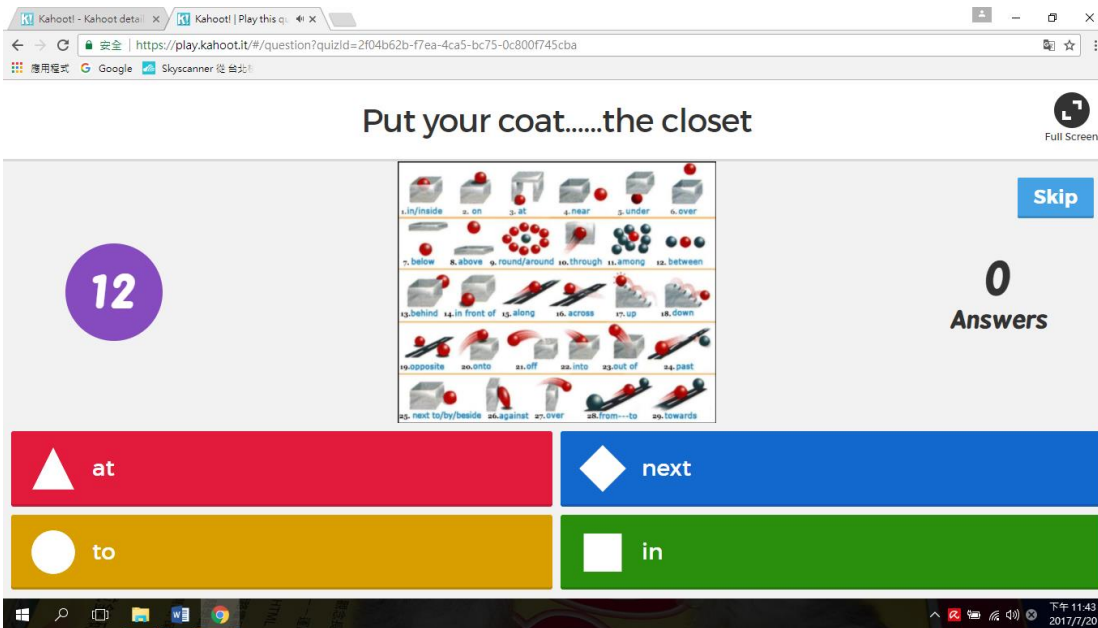 Kahoot! - Kahoot detail
Kahoot! | Play this qu
安全 | https://play.kahoot.it/#/question?quizId=2f04b62b-f7ea-4ca5-bc75-0c800f745cba
應用程式 Google Skyscanner 從台北
Put your coat......the closet
Full Screen
Skip
12
0
Answers
1.in/inside 2. on 3. at 4.near 5.under 6.over
7. below 8.above 9. round/around 10.through 11.among 12. between
13.behind 14.in front of 15.along 16. across 17.up 18.down
19.opposite 20.onto 21.off 22.into 23.out of 24.past
25. next to/by/beside 26.against 27.over 28.from---to 29.towards
at
next
to
in
下午 11:43
2017/7/20